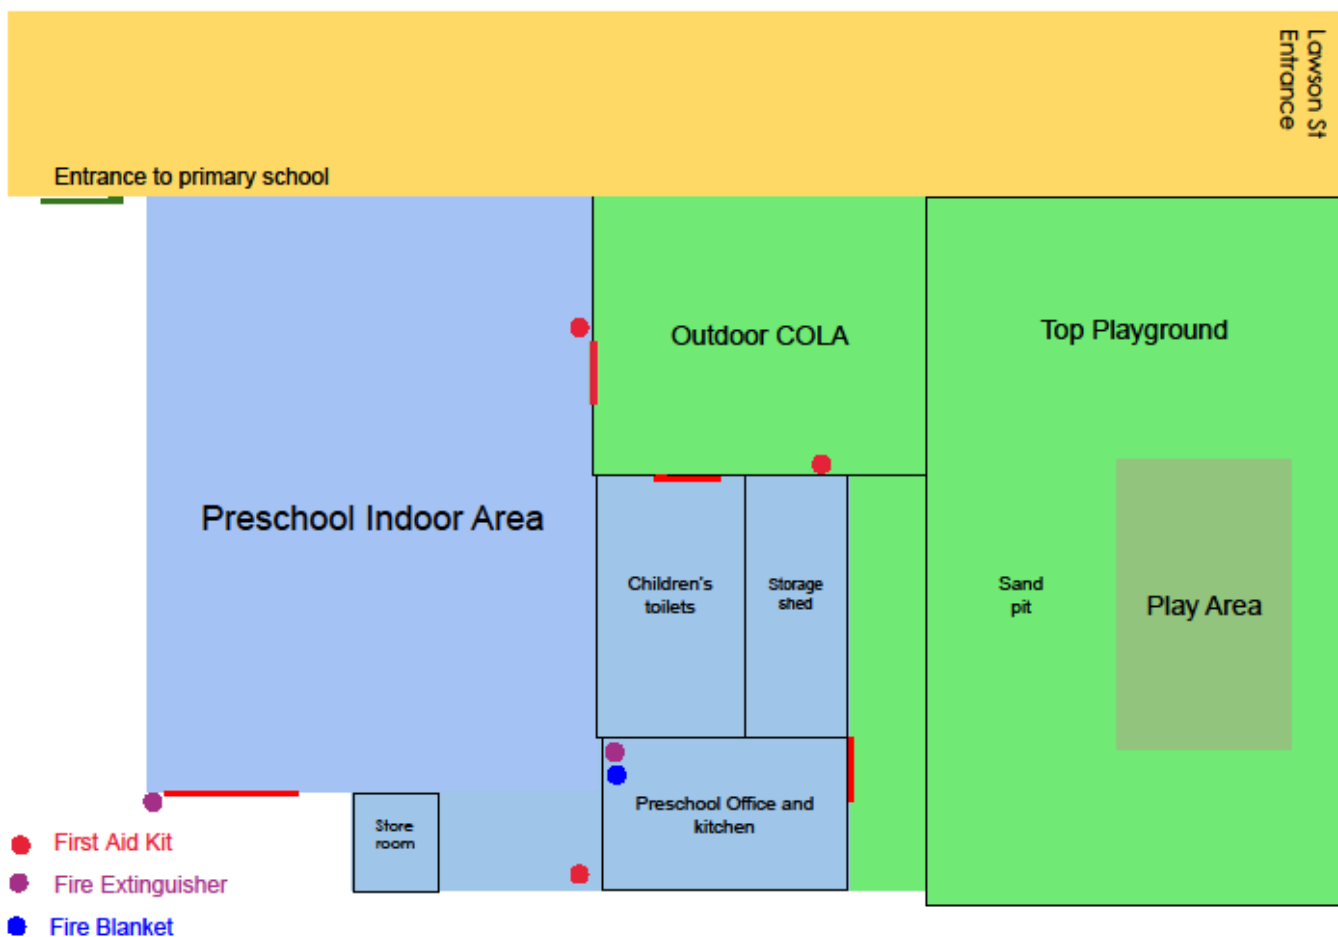 Lawson St
Entrance
Entrance to primary school
Outdoor COLA
Top Playground
Preschool Indoor Area
Children's
toilets
Storage
shed
Sand
pit
Play Area
Preschool Office and
kitchen
Store
room
First Aid Kit
Fire Extinguisher
Fire Blanket